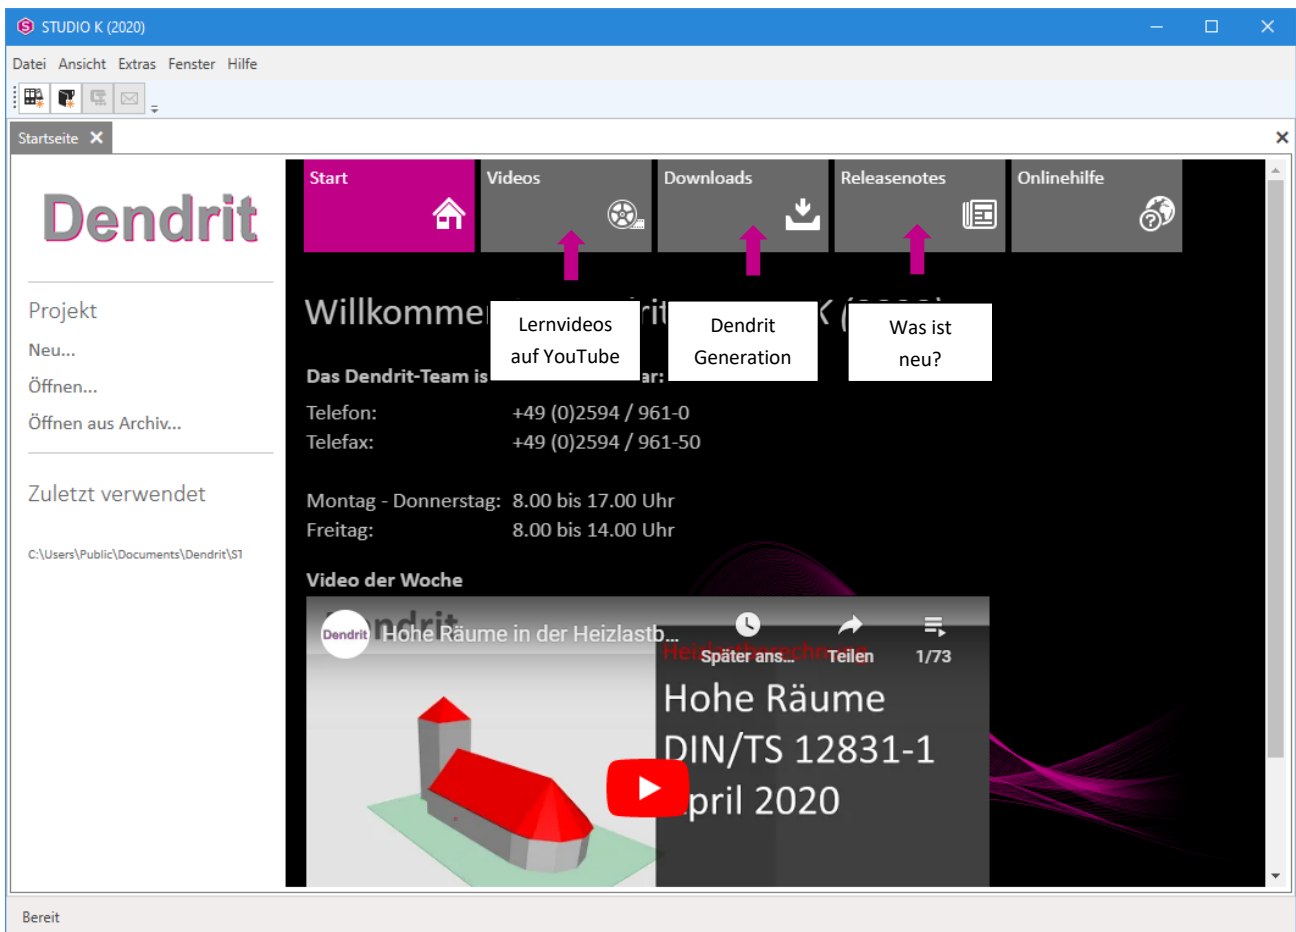 STUDIO K (2020)
Datei Ansicht Extras Fenster Hilfe
Startseite
Dendrit
Projekt
Neu...
Öffnen...
Öffnen aus Archiv...
Zuletzt verwendet
C:\Users\Public\Documents\Dendrit\ST
Start
Videos
Downloads
Releasenotes
Onlinehilfe
Lernvideos
auf YouTube
Dendrit
Generation
Was ist
neu?
Willkomme
Das Dendrit-Team
Telefon: +49 (0)2594 / 961-0
Telefax: +49 (0)2594 / 961-50
Montag - Donnerstag: 8.00 bis 17.00 Uhr
Freitag: 8.00 bis 14.00 Uhr
Video der Woche
Dendrit
Hohe Räume in der Heizlastb...
Später ans...
Teilen
1/73
Hohe Räume
DIN/TS 12831-1
pril 2020
Bereit